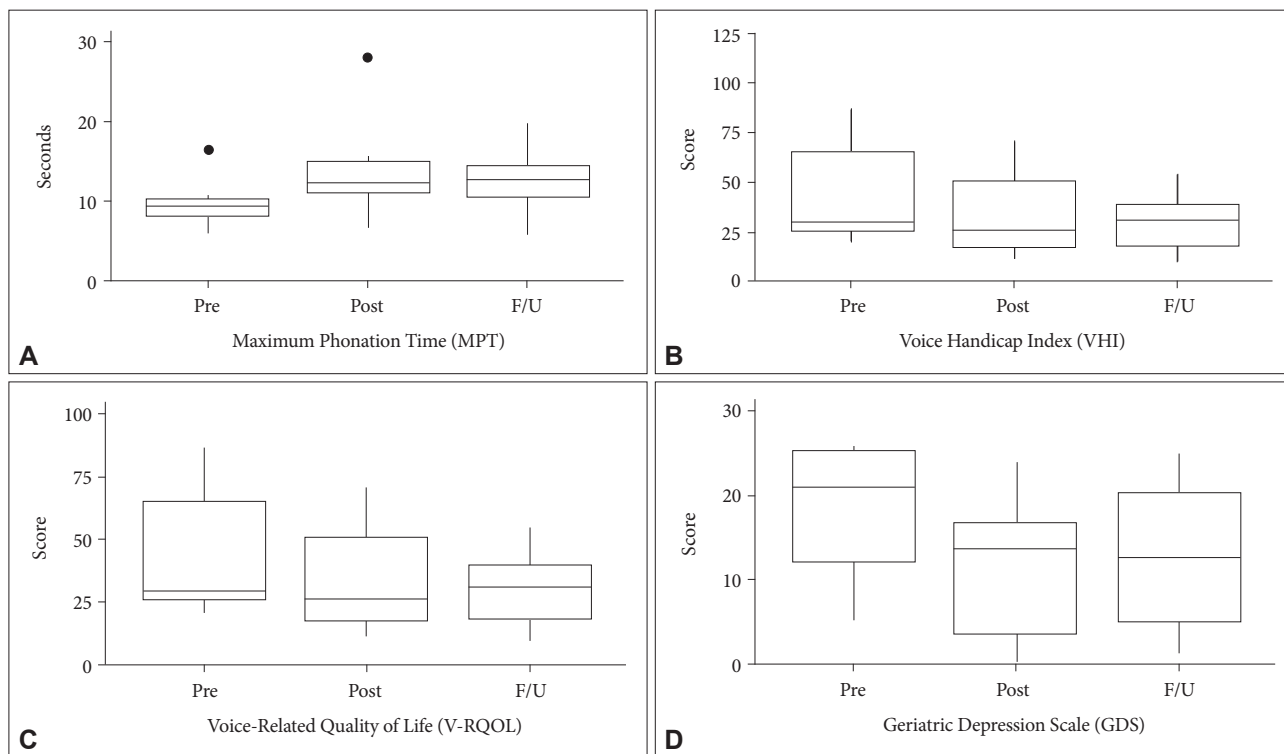 30
20
10
0
Seconds
Pre Post F/U
Maximum Phonation Time (MPT)
A
125
100
75
50
25
0
Score
Pre Post F/U
Voice Handicap Index (VHI)
B
100
75
50
25
0
Score
Pre Post F/U
Voice-Related Quality of Life (V-RQOL)
C
30
20
10
0
Score
Pre Post F/U
Geriatric Depression Scale (GDS)
D